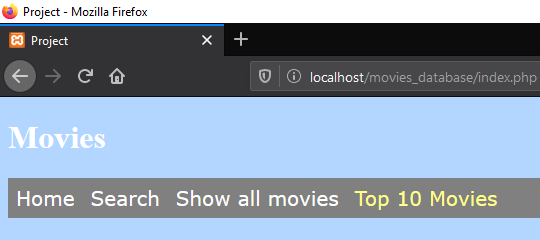 Project - Mozilla Firefox
Project
localhost/movies_database/index.php
Movies
Home Search Show all movies Top 10 Movies